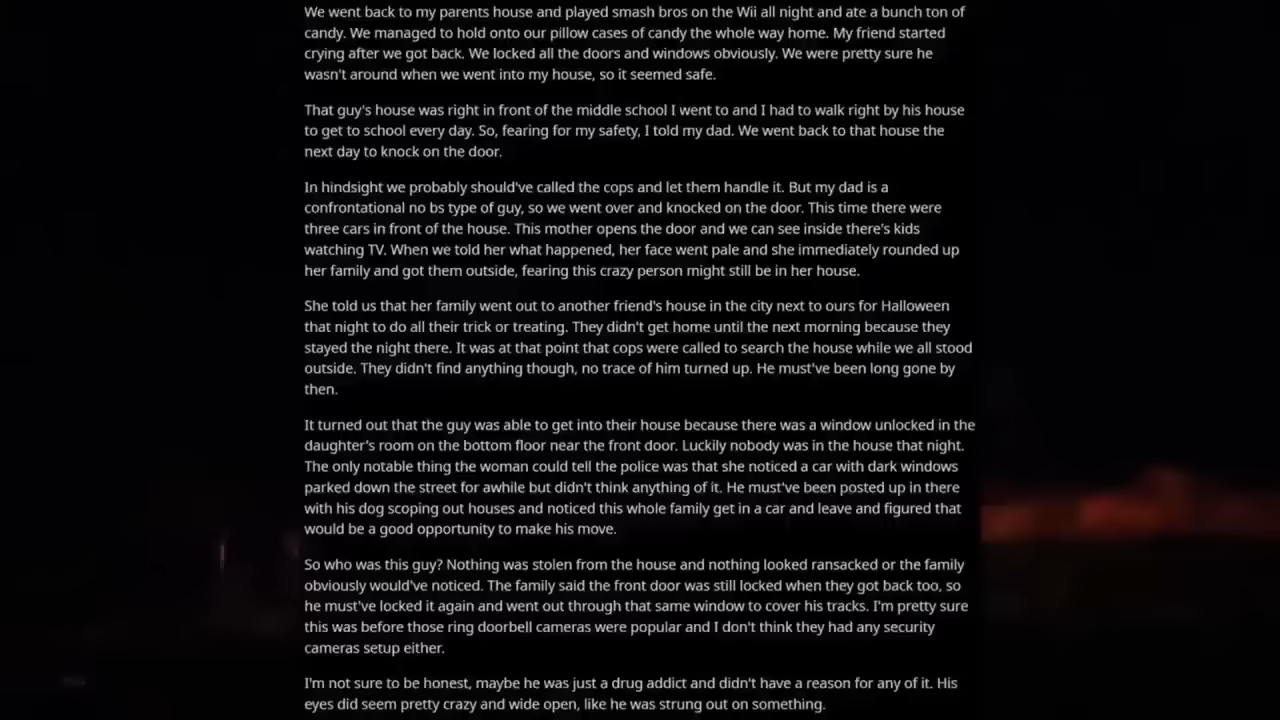 We went back to my parents house and played smash bros on the Wii all night and ate a bunch ton of
candy. We managed to hold onto our pillow cases of candy the whole way home. My friend started
crying after we got back. We locked all the doors and windows obviously. We were pretty sure he
wasn't around when we went into my house, so it seemed safe.
That guy's house was right in front of the middle school I went to and I had to walk right by his house
to get to school every day. So, fearing for my safety, I told my dad. We went back to that house the
next day to knock on the door.
In hindsight we probably should've called the cops and let them handle it. But my dad is a
confrontational no bs type of guy, so we went over and knocked on the door. This time there were
three cars in front of the house. This mother opens the door and we can see inside there's kids
watching TV. When we told her what happened, her face went pale and she immediately rounded up
her family and got them outside, fearing this crazy person might still be in her house.
She told us that her family went out to another friend's house in the city next to ours for Halloween
that night to do all their trick or treating. They didn't get home until the next morning because they
stayed the night there. It was at that point that cops were called to search the house while we all stood
outside. They didn't find anything though, no trace of him turned up. He must've been long gone by
then.
It turned out that the guy was able to get into their house because there was a window unlocked in the
daughter's room on the bottom floor near the front door. Luckily nobody was in the house that night.
The only notable thing the woman could tell the police was that she noticed a car with dark windows
parked down the street for awhile but didn't think anything of it. He must've been posted up in there
with his dog scoping out houses and noticed this whole family get in a car and leave and figured that
would be a good opportunity to make his move.
So who was this guy? Nothing was stolen from the house and nothing looked ransacked or the family
obviously would've noticed. The family said the front door was still locked when they got back too, so
he must've locked it again and went out through that same window to cover his tracks. I'm pretty sure
this was before those ring doorbell cameras were popular and I don't think they had any security
cameras setup either.
I'm not sure to be honest, maybe he was just a drug addict and didn't have a reason for any of it. His
eyes did seem pretty crazy and wide open, like he was strung out on something.